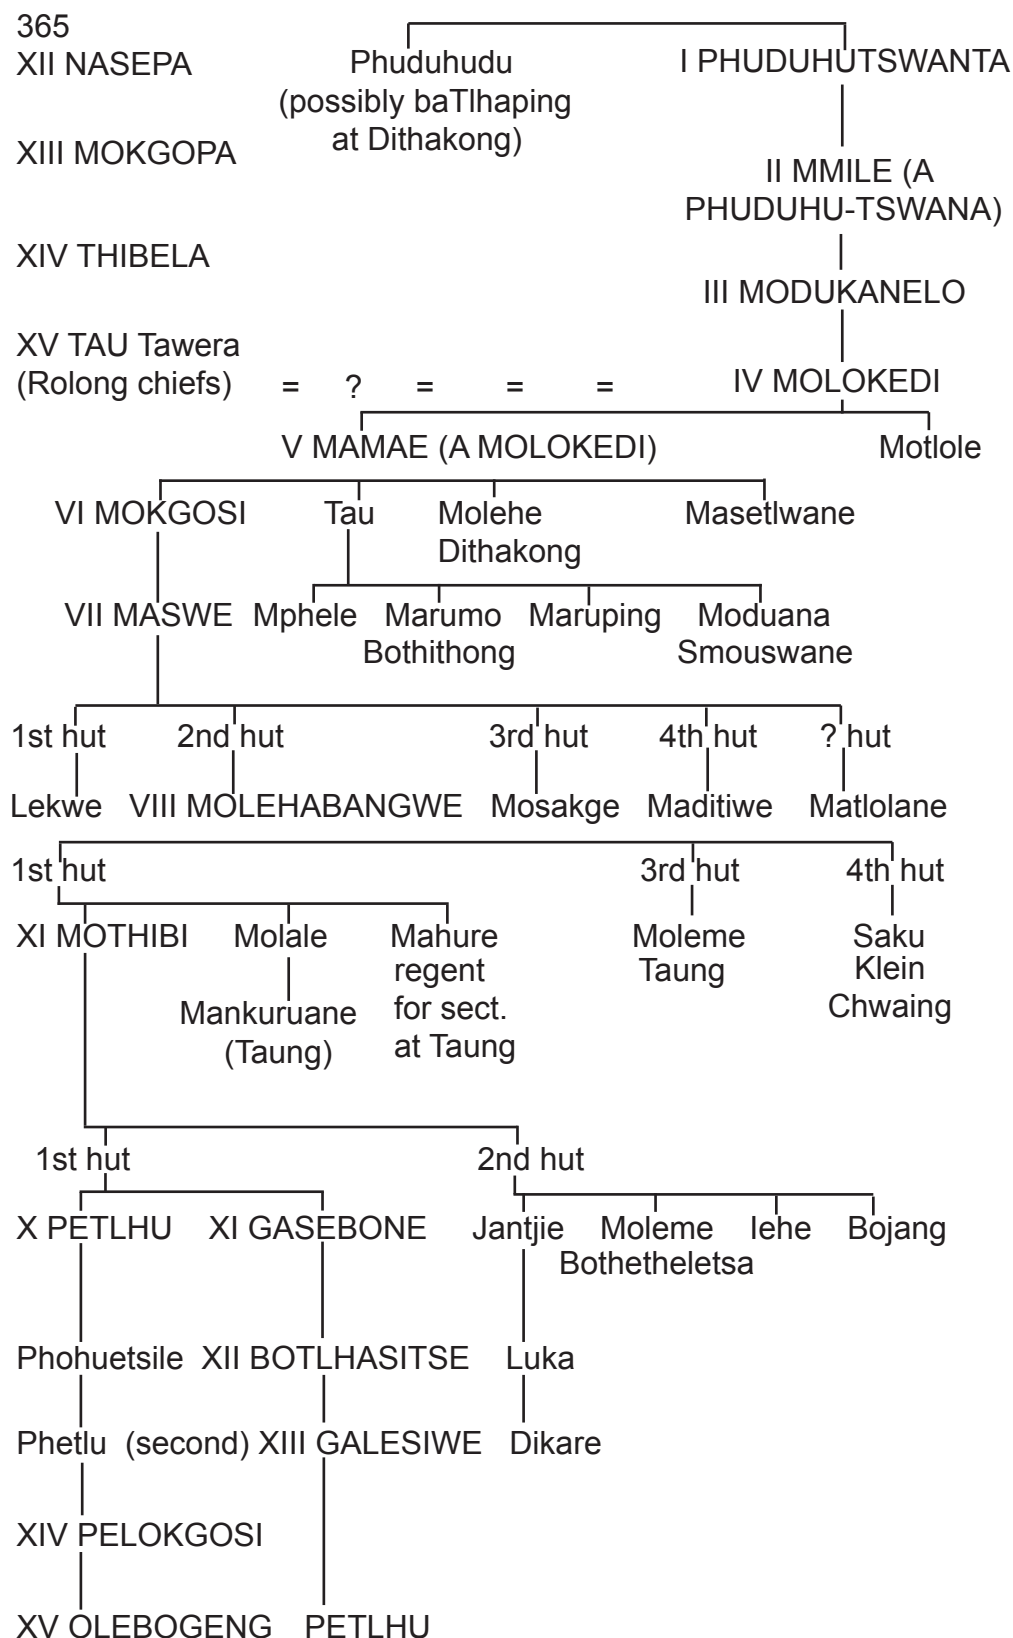 365
XII NASEPA Phuduhudu I PHUDUHUTSWANTA
(possibly baTlhaping
at Dithakong)
XIII MOKGOPA
II MMILE (A
PHUDUHU-TSWANA)
XIV THIBELA
III MODUKANELO
XV TAU Tawera
(Rolong chiefs) = ? = = = IV MOLOKEDI
V MAMAE (A MOLOKEDI) Motlole
VI MOKGOSI Tau Molehe Masetlwane
Dithakong
VII MASWE Mphele Marumo Maruping Moduana
Bothithong Smouswane
1st hut 2nd hut 3rd hut 4th hut ? hut
Lekwe VIII MOLEHABANGWE Mosakge Maditiwe Matlolane
1st hut 3rd hut 4th hut
XI MOTHIBI Molale Mahure Moleme Saku
regent Taung Klein
Mankuruane for sect. Chwaing
(Taung) at Taung
1st hut 2nd hut
X PETLHU XI GASEBONE Jantjie Moleme Iehe Bojang
Bothetheletsa
Phohuetsile XII BOTLHASITSE Luka
Phetlu (second) XIII GALESIWE Dikare
XIV PELOKGOSI
XV OLEBOGENG PETLHU